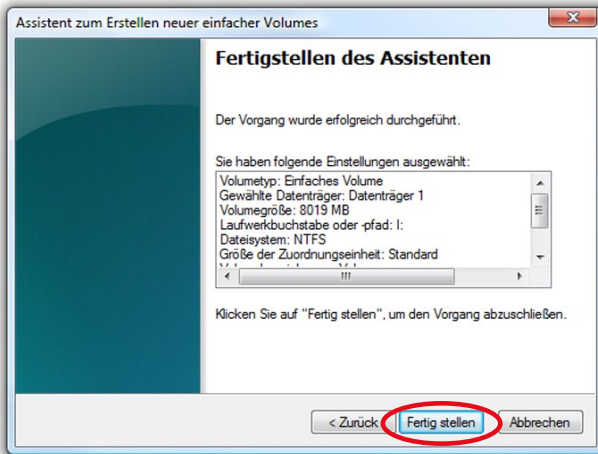 Assistent zum Erstellen neuer einfacher Volumes
Fertigstellen des Assistenten
Der Vorgang wurde erfolgreich durchgeführt.
Sie haben folgende Einstellungen ausgewählt:
Volumetyp: Einfaches Volume
Gewählte Datenträger: Datenträger 1
Volumegröße: 8019 MB
Laufwerkbuchstabe oder -pfad: I:
Dateisystem: NTFS
Größe der Zuordnungseinheit: Standard
Klicken Sie auf "Fertig stellen", um den Vorgang abzuschließen.
< Zurück Fertig stellen Abbrechen